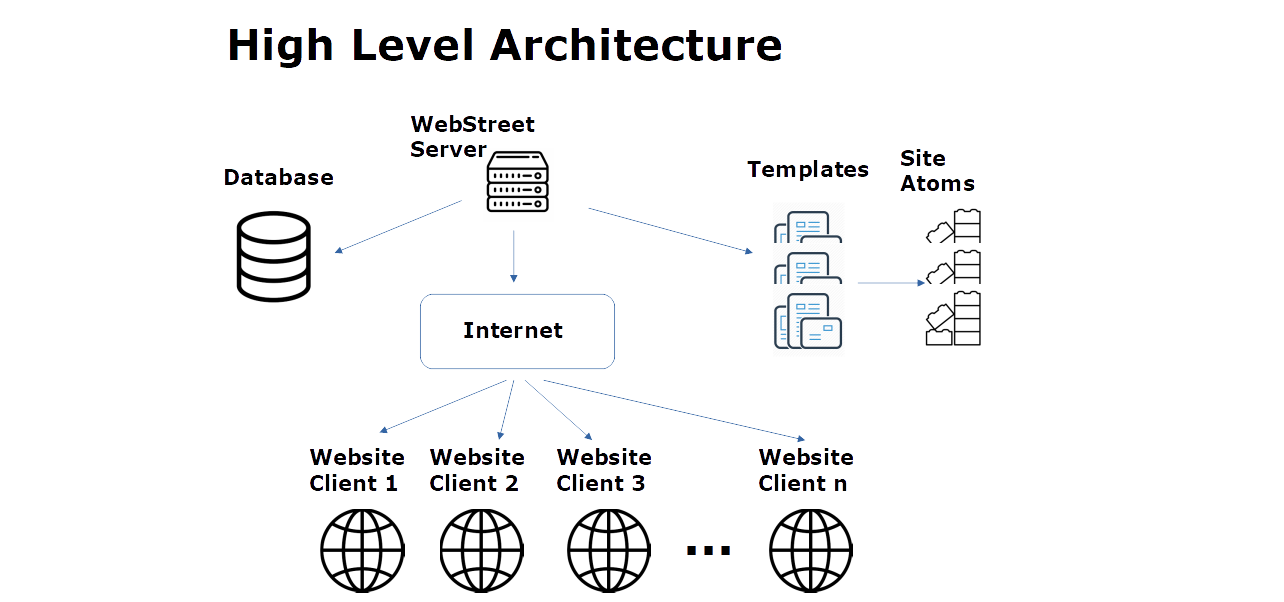 High Level Architecture
WebStreet
Server
Database
Templates
Site
Atoms
Internet
Website
Client 1
Website
Client 2
Website
Client 3
...
Website
Client n